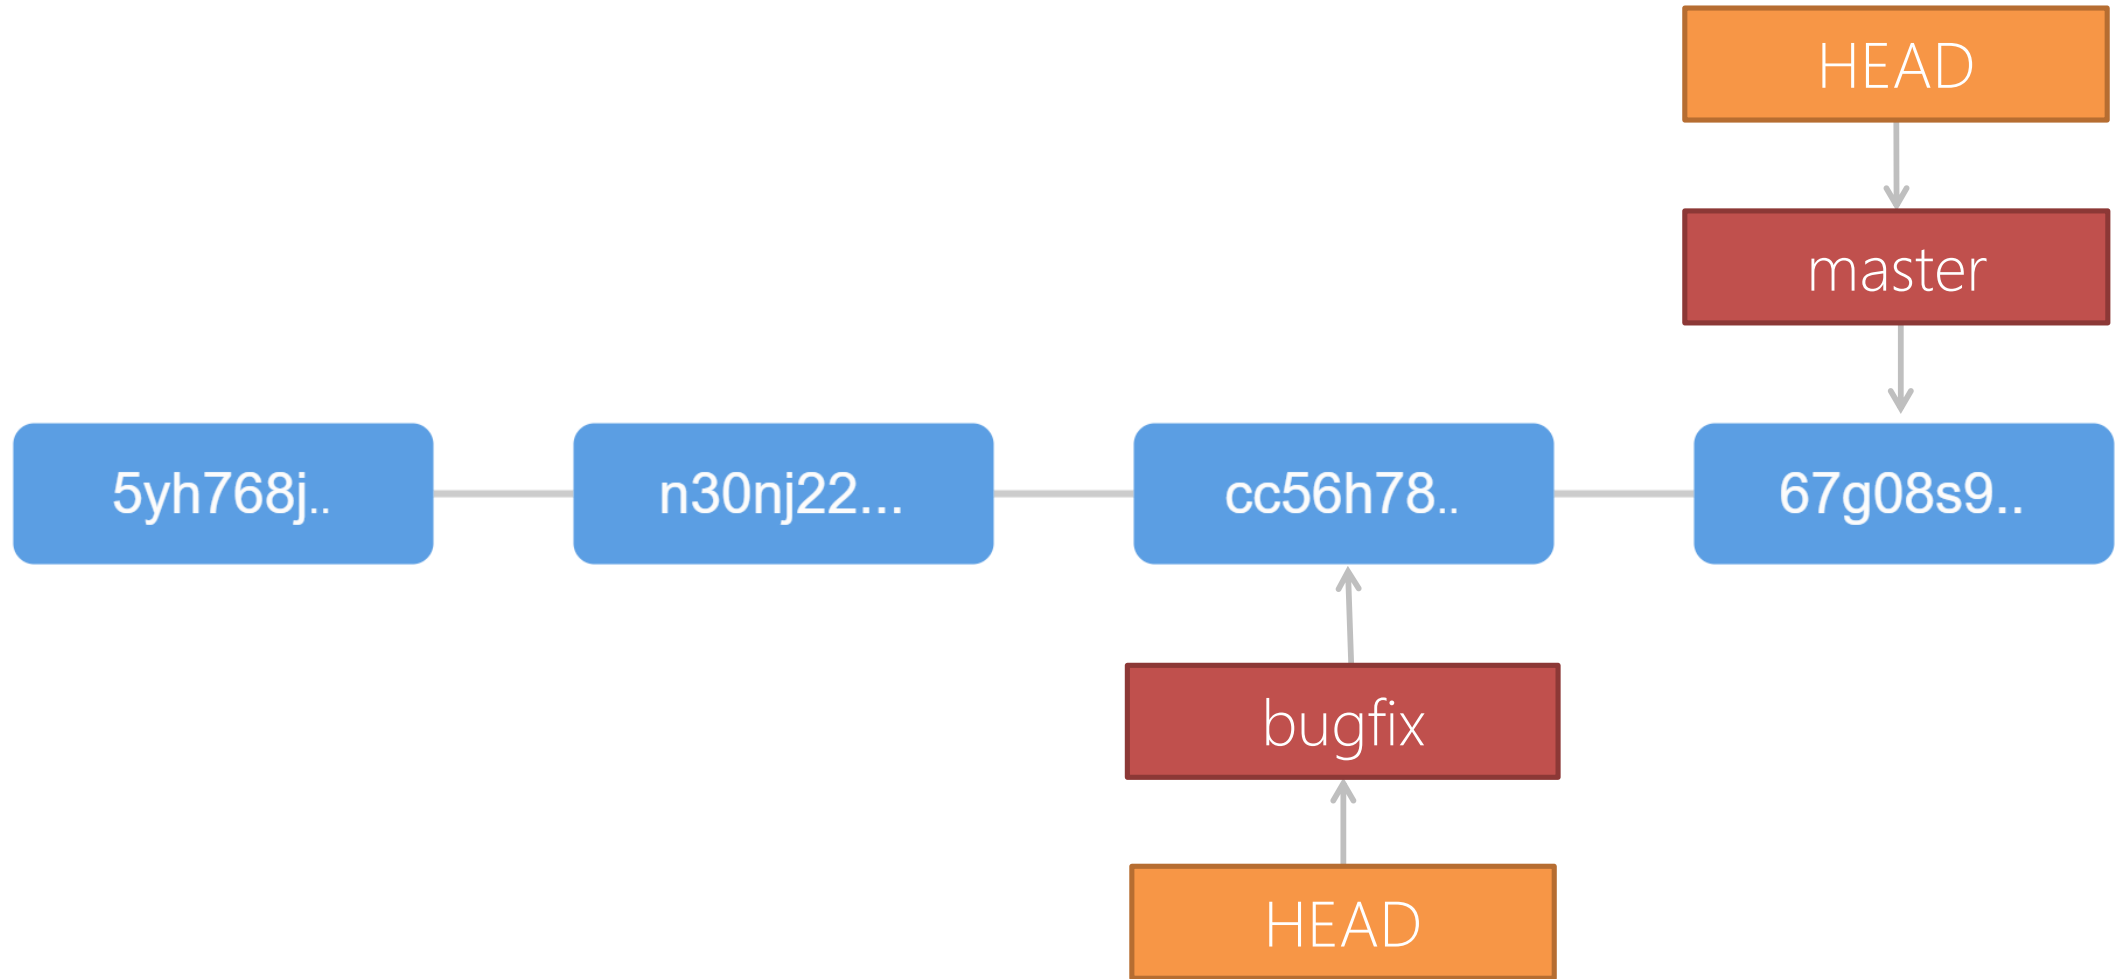 HEAD
master
5yh768j..
n30nj22...
cc56h78..
67g08s9..
bugfix
HEAD